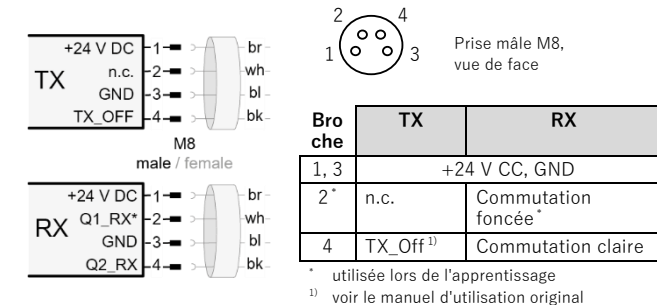 +24 V DC 1 br
TX n.c. 2 wh
GND 3 bl
TX_OFF 4 bk
M8
male / female
+24 V DC 1 br
RX Q1_RX* 2 wh
GND 3 bl
Q2_RX 4 bk
2 4
1 3
Prise mâle M8,
vue de face
Bro
che TX RX
1, 3 +24 V CC, GND
2* n.c. Commutation
foncée*
4 TX_Off 1) Commutation claire
* utilisée lors de l'apprentissage
1) voir le manuel d'utilisation original